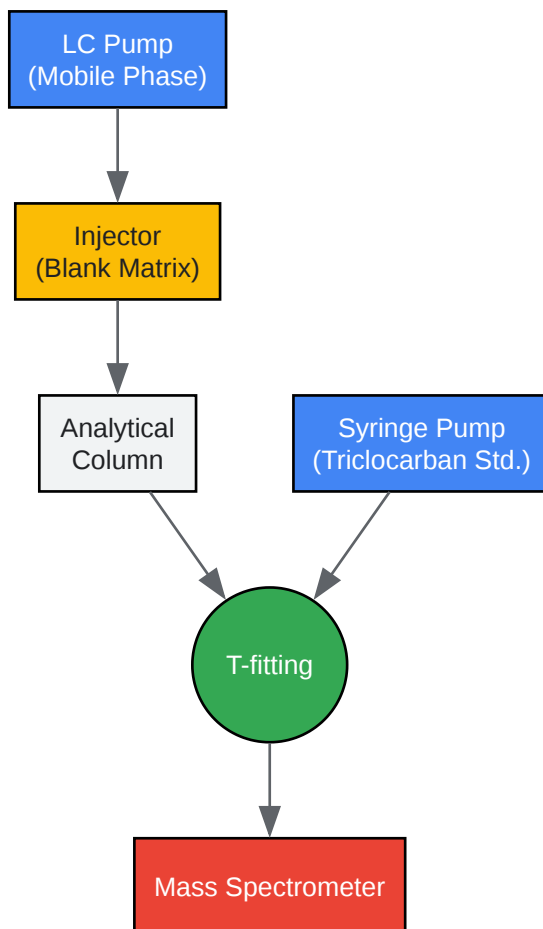 LC Pump
(Mobile Phase)
Injector
(Blank Matrix)
Analytical
Column
Syringe Pump
(Triclocarban Std.)
T-fitting
Mass Spectrometer